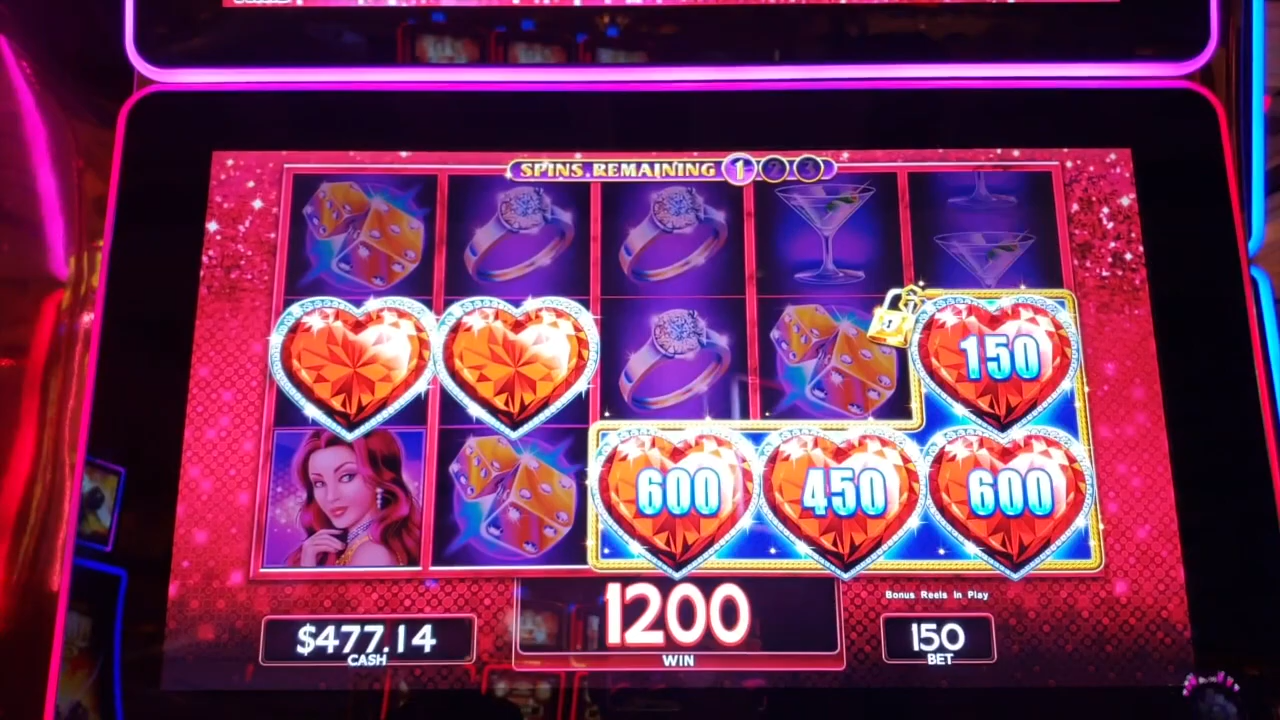 SPINS REMAINING 1 2 3
150
600 450 600
Bonus Reels In Play
$477.14
CASH
1200
WIN
150
BET